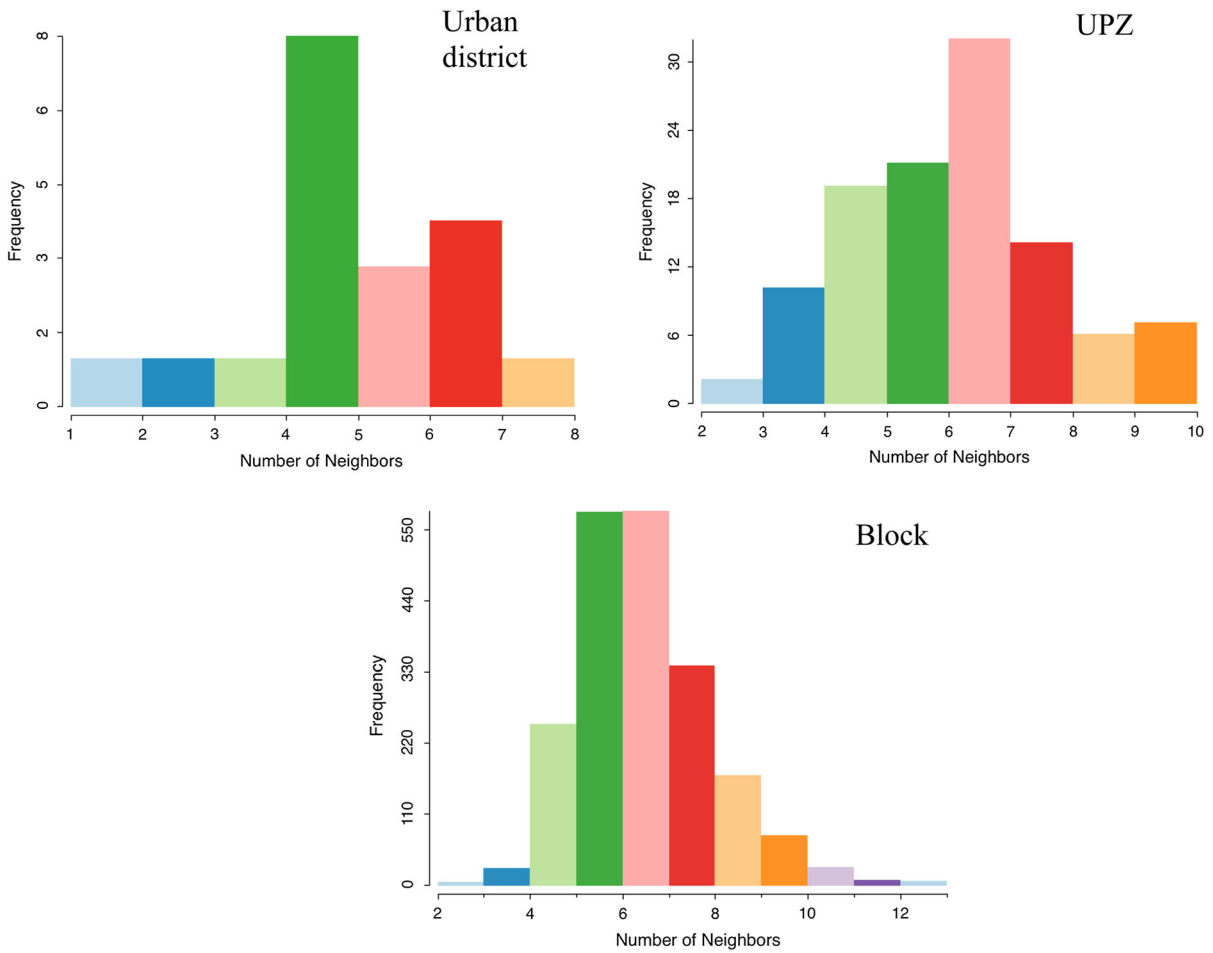 Urban
district
8
6
5
3
2
0
Frequency
1 2 3 4 5 6 7 8
Number of Neighbors
UPZ
30
24
18
12
6
0
Frequency
2 3 4 5 6 7 8 9 10
Number of Neighbors
Block
550
440
330
220
110
0
Frequency
2 4 6 8 10 12
Number of Neighbors